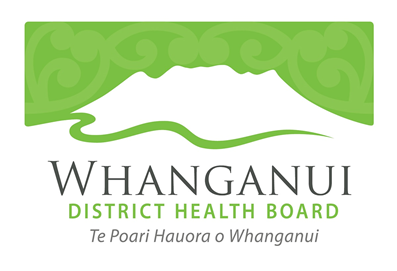 WHANGANUI
DISTRICT HEALTH BOARD
Te Poari Hauora o Whanganui